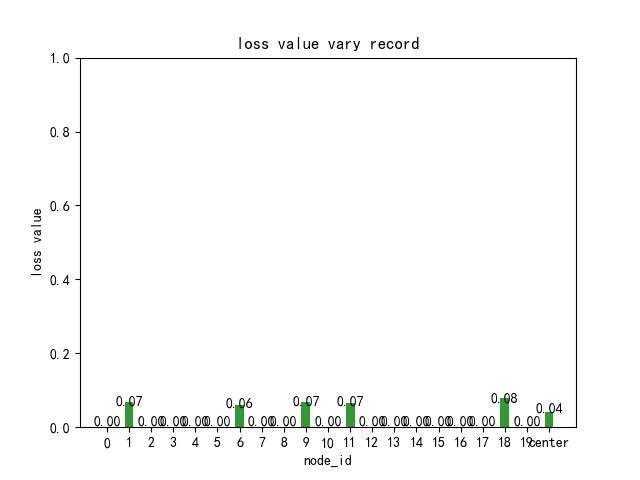 loss value vary record
1.0
0.8
0.6
0.4
0.2
0.0
loss value
0.00 0.07 0.00 0.00 0.00 0.00 0.06 0.00 0.00 0.07 0.00 0.07 0.00 0.00 0.00 0.00 0.00 0.00 0.08 0.00 0.04
0 1 2 3 4 5 6 7 8 9 10 11 12 13 14 15 16 17 18 19 center
node_id